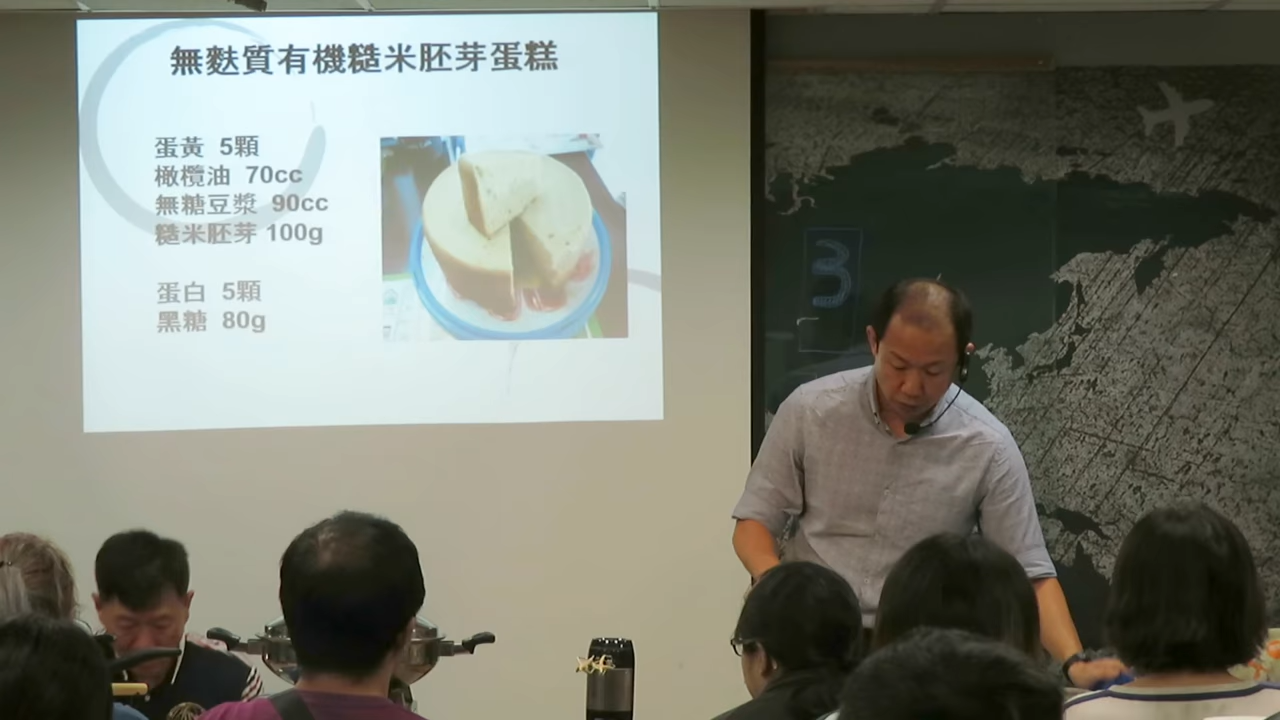 無麩質有機糙米胚芽蛋糕
蛋黃 5顆
橄欖油 70cc
無糖豆漿 90cc
糙米胚芽 100g
蛋白 5顆
黑糖 80g
3